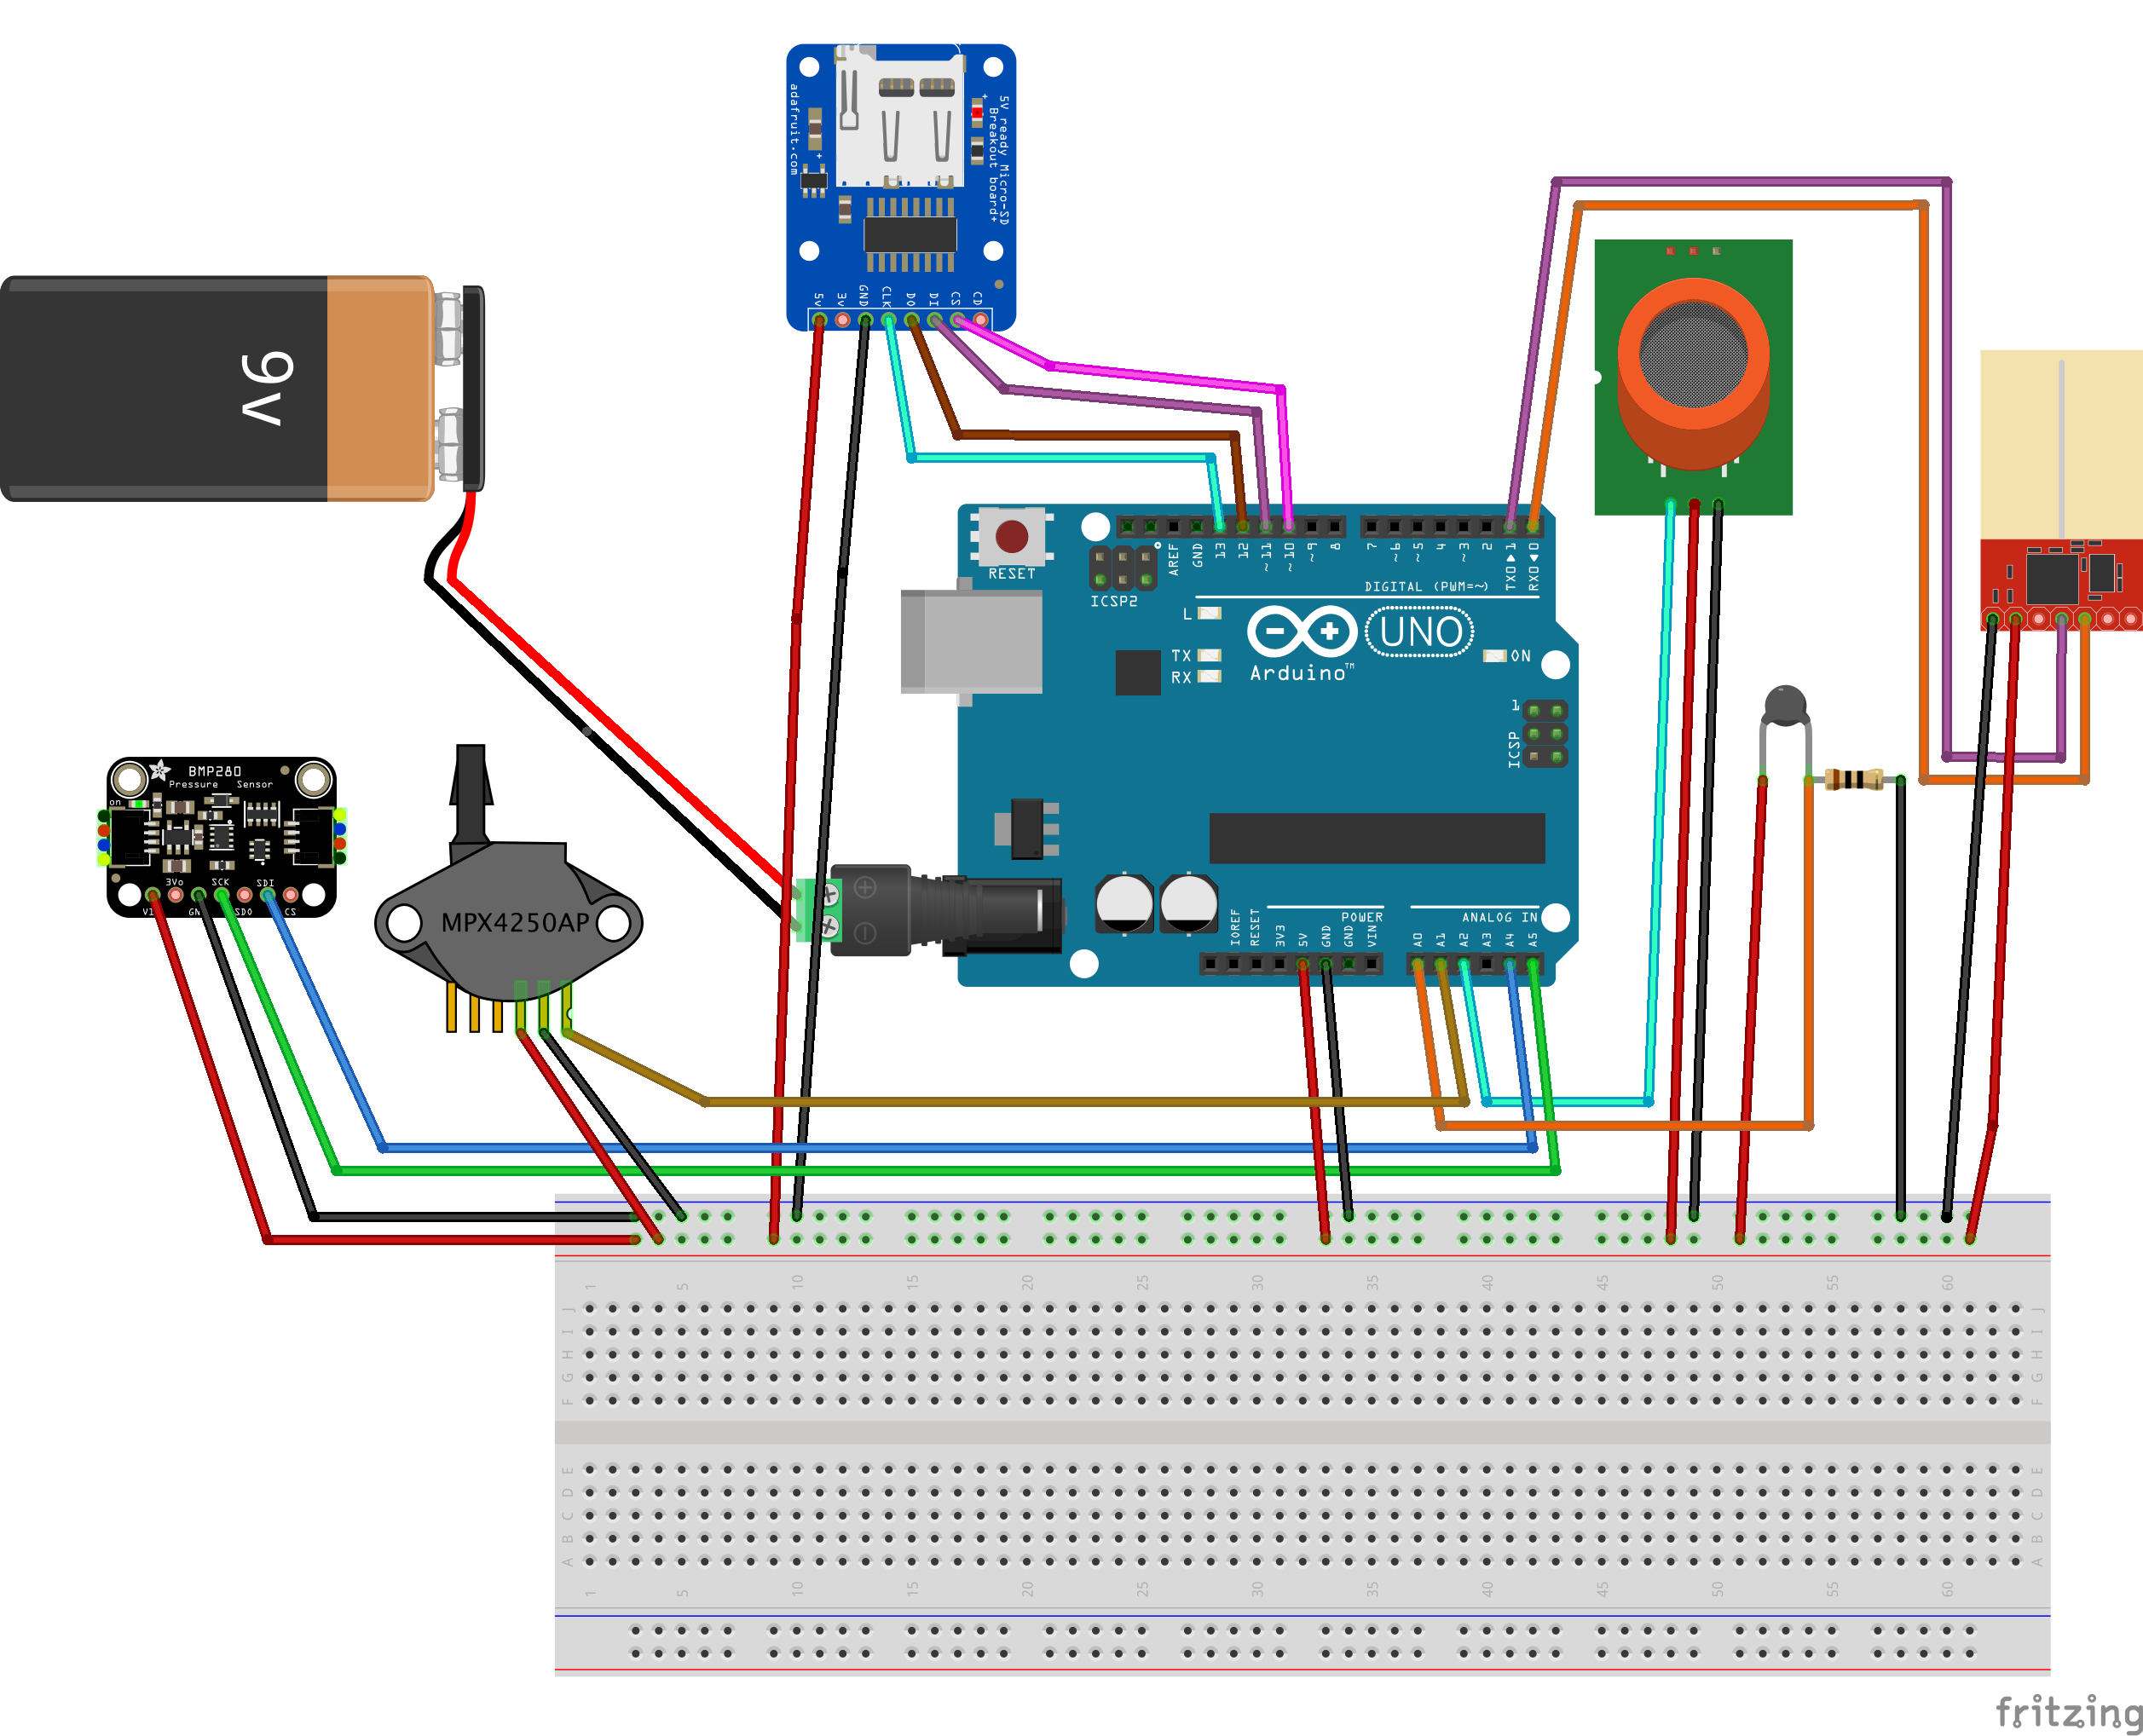 5V ready Micro-SD
Breakout board+
adafruit.com
5v
3v
GND
CLK
DO
DI
CS
CD
9v
RESET
ICSP2
AREF
GND
13
12
~11
~10
~9
8
7
~6
~5
4
~3
2
TX0▶1
RX0◀0
DIGITAL (PWM=~)
L
TX
RX
Arduino™
UNO
ON
1
ICSP
BMP280
Pressure Sensor
on
3Vo
SCK
SDI
GN
SDO
CS
MPX4250AP
IOREF
RESET
3V3
5V
GND
GND
VIN
POWER
ANALOG IN
A0
A1
A2
A3
A4
A5
1 5 10 15 20 25 30 35 40 45 50 55 60
J J
I I
H H
G G
F F
E E
D D
C C
B B
A A
1 5 10 15 20 25 30 35 40 45 50 55 60
fritzing